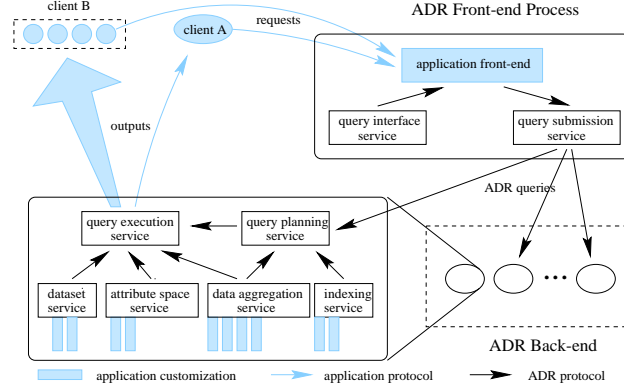 client B
requests
ADR Front-end Process
client A
application front-end
outputs
query interface
service
query submission
service
ADR queries
query execution
service
query planning
service
dataset
service
attribute space
service
data aggregation
service
indexing
service
ADR Back-end
application customization
application protocol
ADR protocol